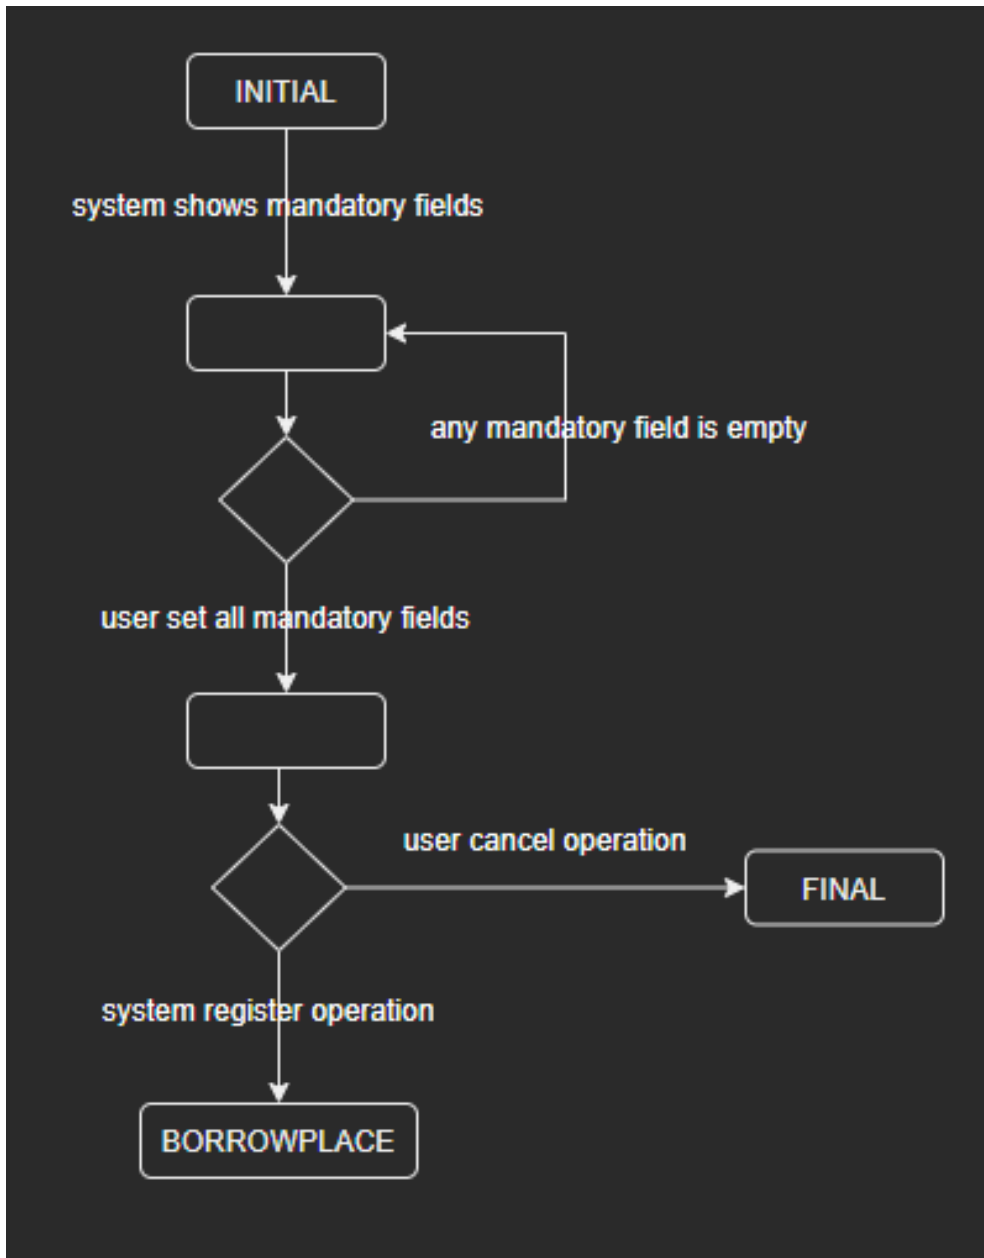 INITIAL
system shows mandatory fields
any mandatory field is empty
user set all mandatory fields
user cancel operation
FINAL
system register operation
BORROWPLACE